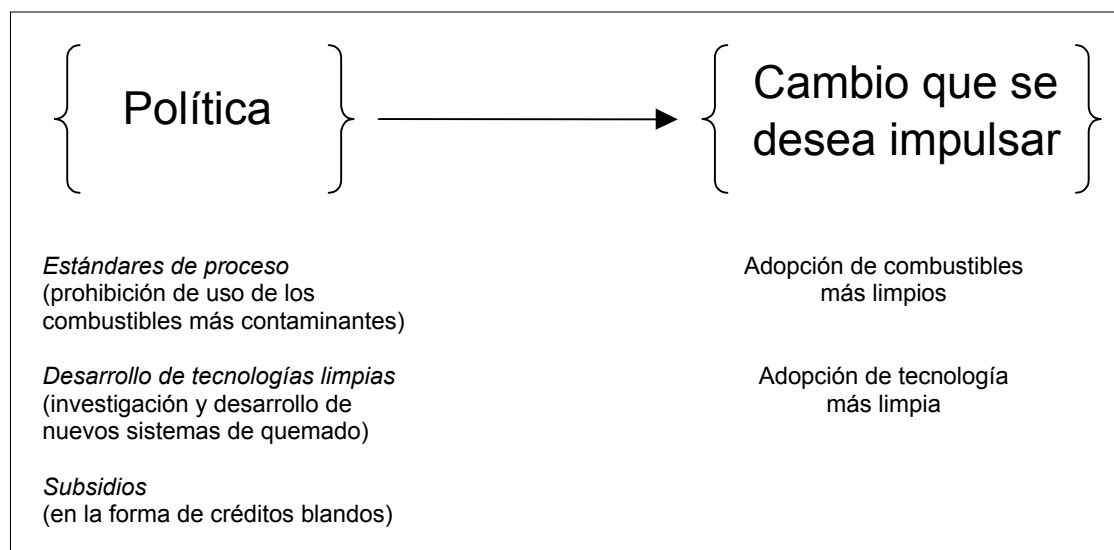 Política
Cambio que se
desea impulsar
Estándares de proceso
(prohibición de uso de los
combustibles más contaminantes)
Adopción de combustibles
más limpios
Desarrollo de tecnologías limpias
(investigación y desarrollo de
nuevos sistemas de quemado)
Adopción de tecnología
más limpia
Subsidios
(en la forma de créditos blandos)